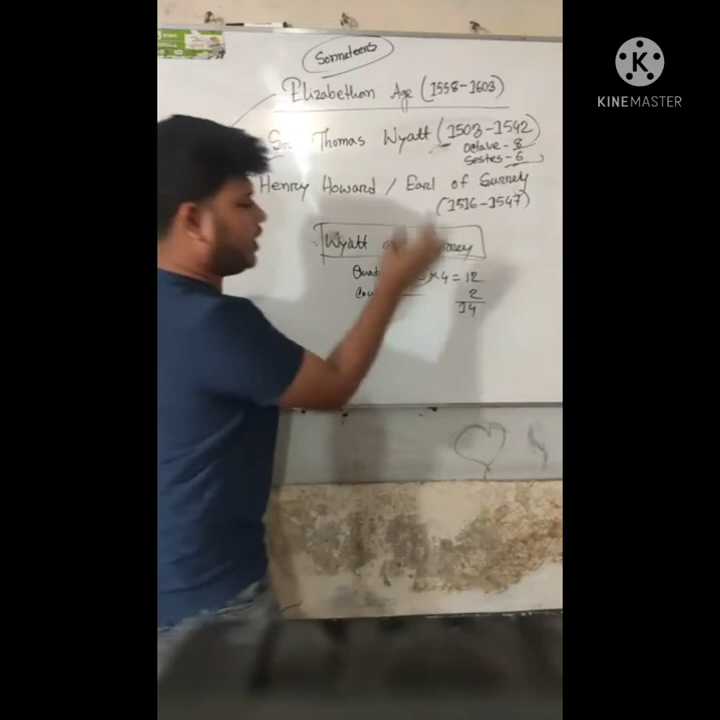 Sonneteers
Elizabethan Age (1558-1603)
Sir Thomas Wyatt (1503-1542)
Octave - 8
Sestes - 6
Henry Howard / Earl of Surrey
(1516-1547)
Wyatt
×4=12
2
14
K
KINEMASTER